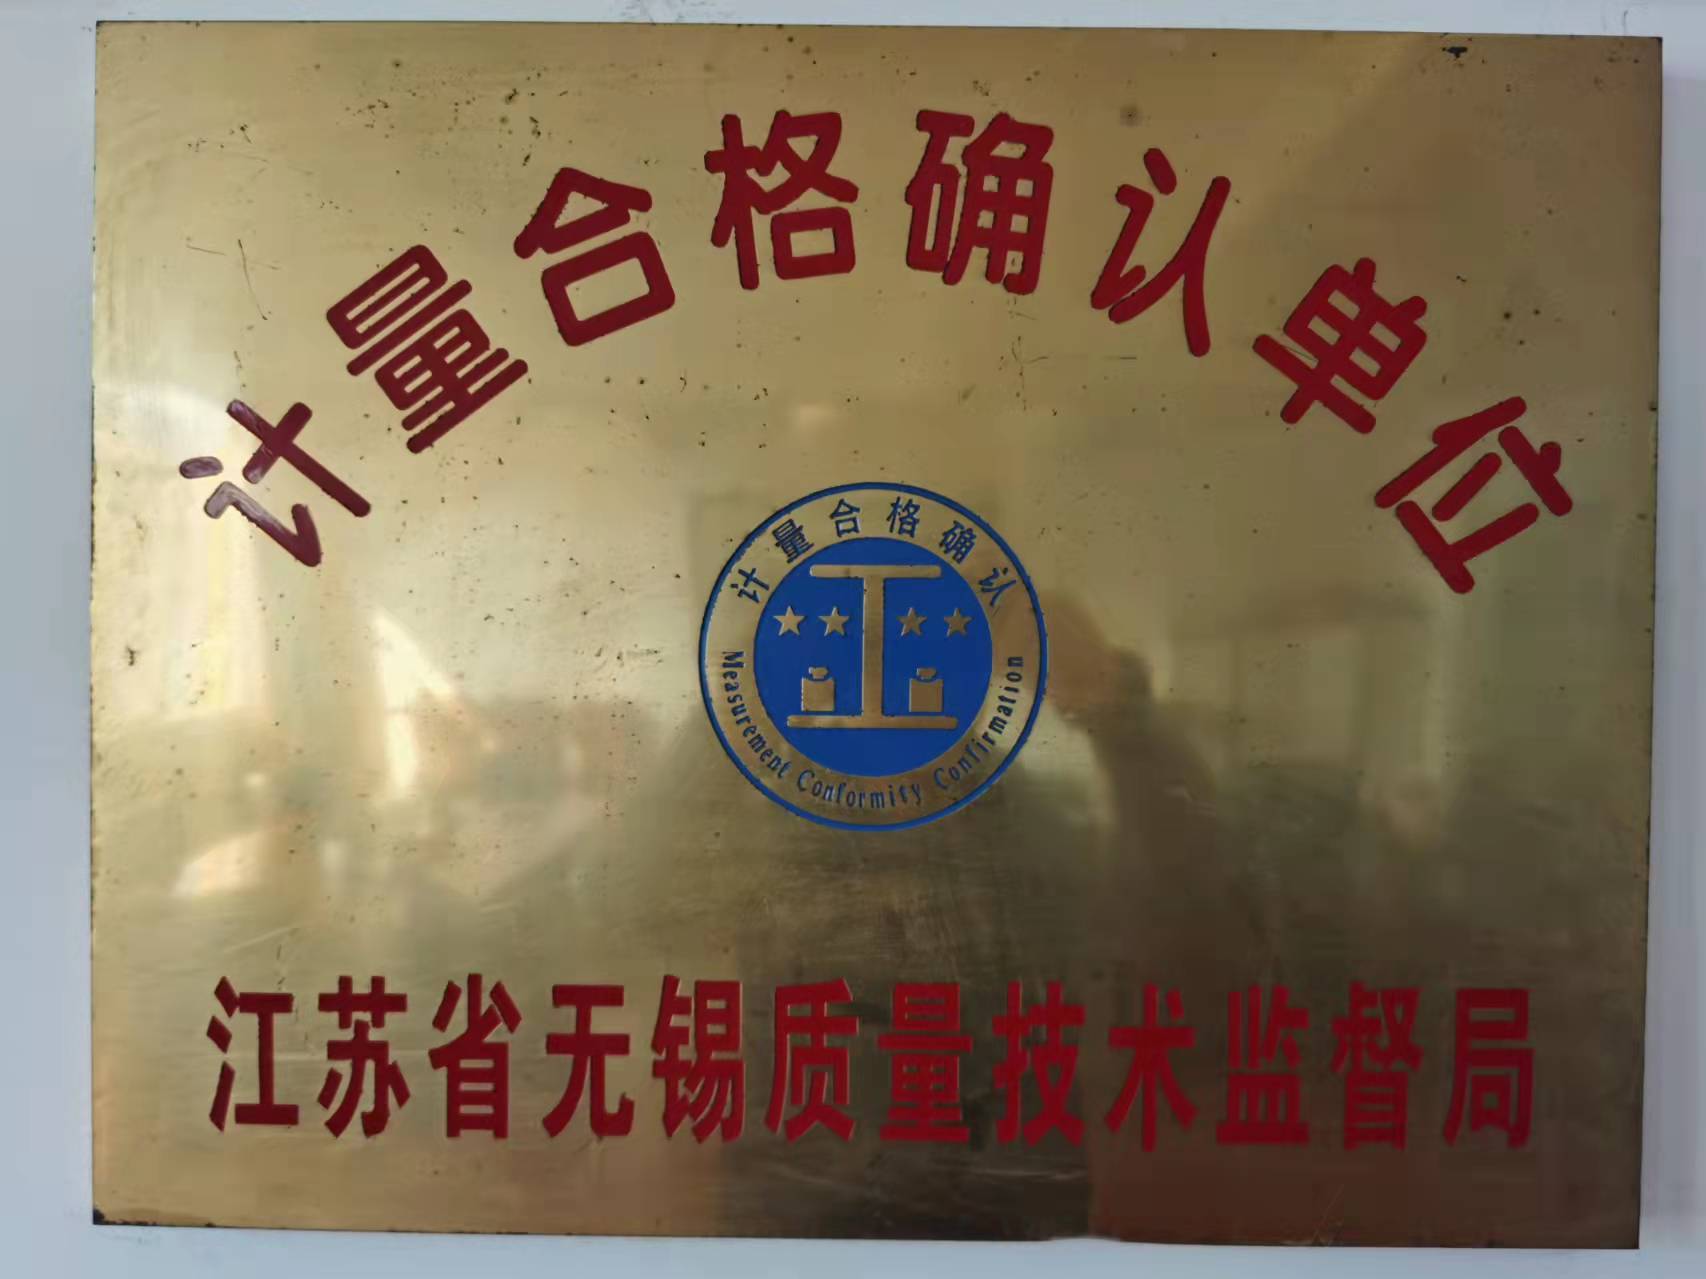 计量合格确认单位
计量合格确认
Measurement Conformity Confirmation
江苏省无锡质量技术监督局